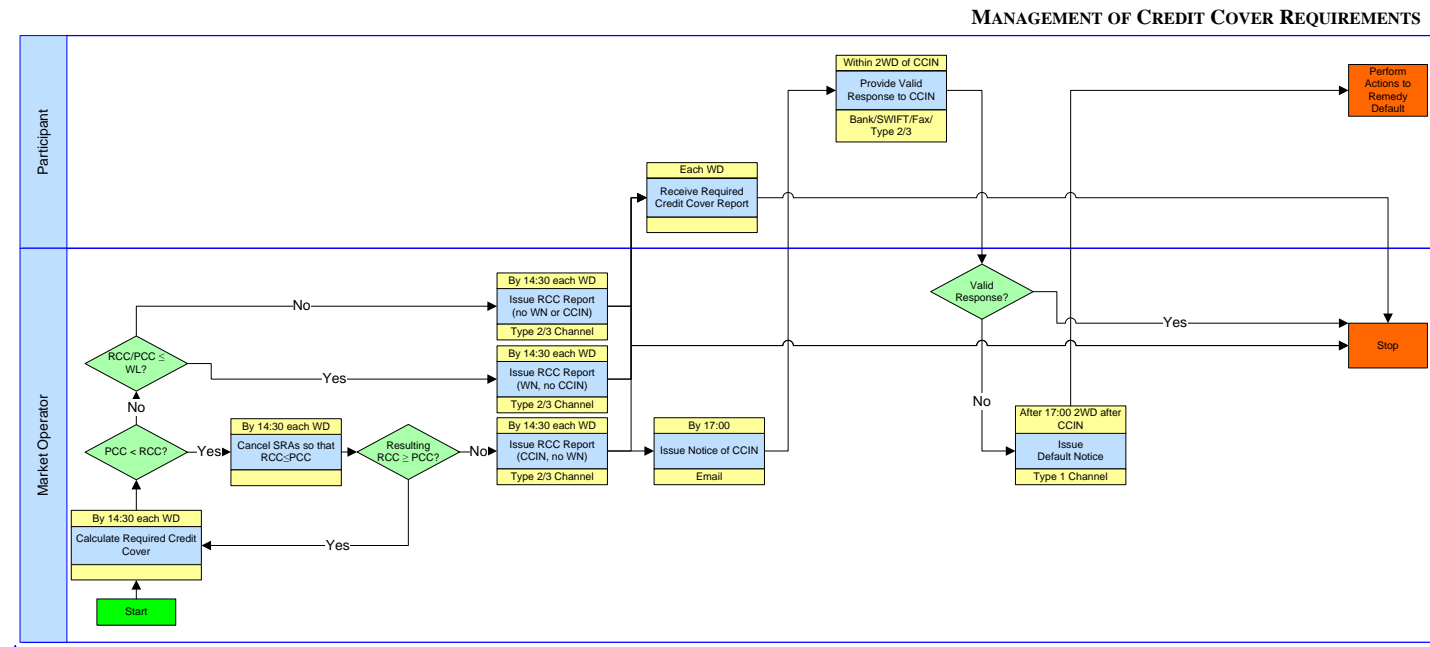 MANAGEMENT OF CREDIT COVER REQUIREMENTS
Participant
Within 2WD of CCIN
Provide Valid
Response to CCIN
Bank/SWIFT/Fax/
Type 2/3
Perform
Actions to
Remedy
Default
Each WD
Receive Required
Credit Cover Report
Market Operator
By 14:30 each WD
Issue RCC Report
(no WN or CCIN)
Type 2/3 Channel
No
Valid
Response?
Yes
Stop
RCC/PCC ≤
WL?
Yes
By 14:30 each WD
Issue RCC Report
(WN, no CCIN)
Type 2/3 Channel
No
No
PCC < RCC?
Yes
By 14:30 each WD
Cancel SRAs so that
RCC≤PCC
Resulting
RCC ≥ PCC?
No
By 14:30 each WD
Issue RCC Report
(CCIN, no WN)
Type 2/3 Channel
By 17:00
Issue Notice of CCIN
Email
After 17:00 2WD after
CCIN
Issue
Default Notice
Type 1 Channel
By 14:30 each WD
Calculate Required Credit
Cover
Yes
Start